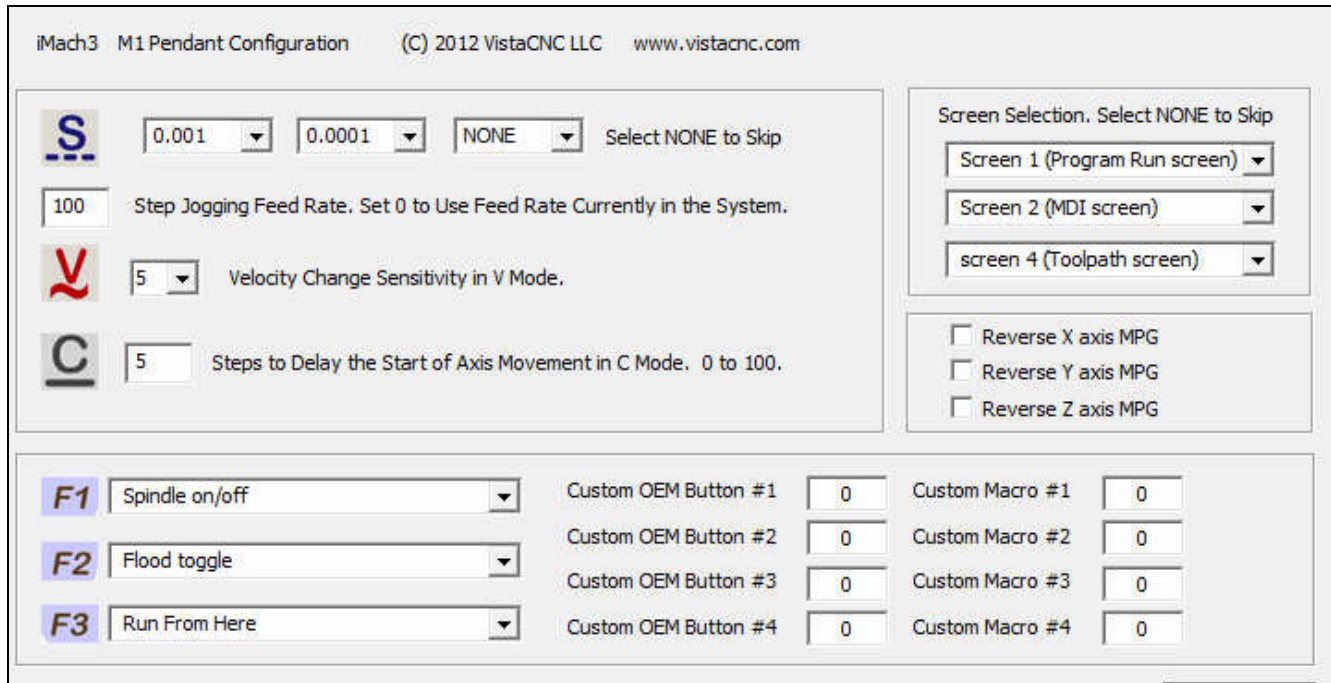 iMach3 M1 Pendant Configuration (C) 2012 VistaCNC LLC www.vistacnc.com
S 0.001 0.0001 NONE Select NONE to Skip
100 Step Jogging Feed Rate. Set 0 to Use Feed Rate Currently in the System.
V 5 Velocity Change Sensitivity in V Mode.
C 5 Steps to Delay the Start of Axis Movement in C Mode. 0 to 100.
Screen Selection. Select NONE to Skip
Screen 1 (Program Run screen)
Screen 2 (MDI screen)
screen 4 (Toolpath screen)
Reverse X axis MPG
Reverse Y axis MPG
Reverse Z axis MPG
F1 Spindle on/off Custom OEM Button #1 0 Custom Macro #1 0
F2 Flood toggle Custom OEM Button #2 0 Custom Macro #2 0
F3 Run From Here Custom OEM Button #3 0 Custom Macro #3 0
Custom OEM Button #4 0 Custom Macro #4 0